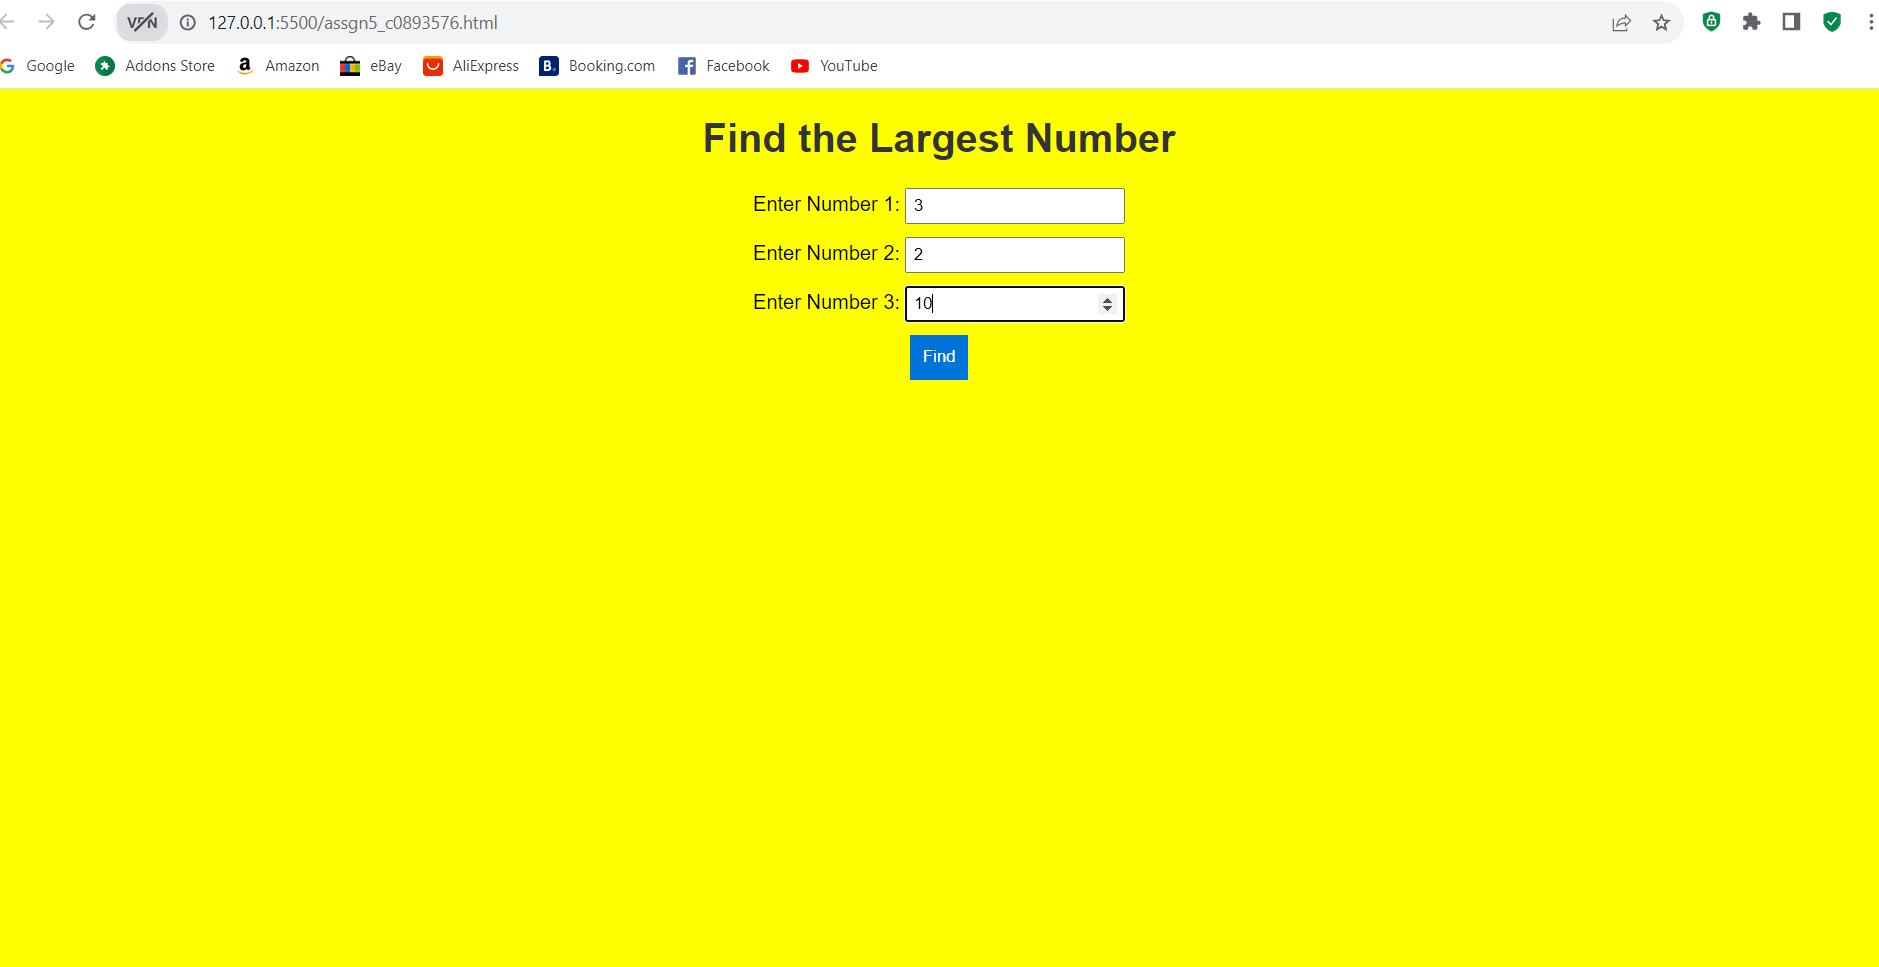 VPN 127.0.0.1:5500/assgn5_c0893576.html
Google Addons Store Amazon eBay AliExpress B. Booking.com Facebook YouTube
Find the Largest Number
Enter Number 1: 3
Enter Number 2: 2
Enter Number 3: 10
Find